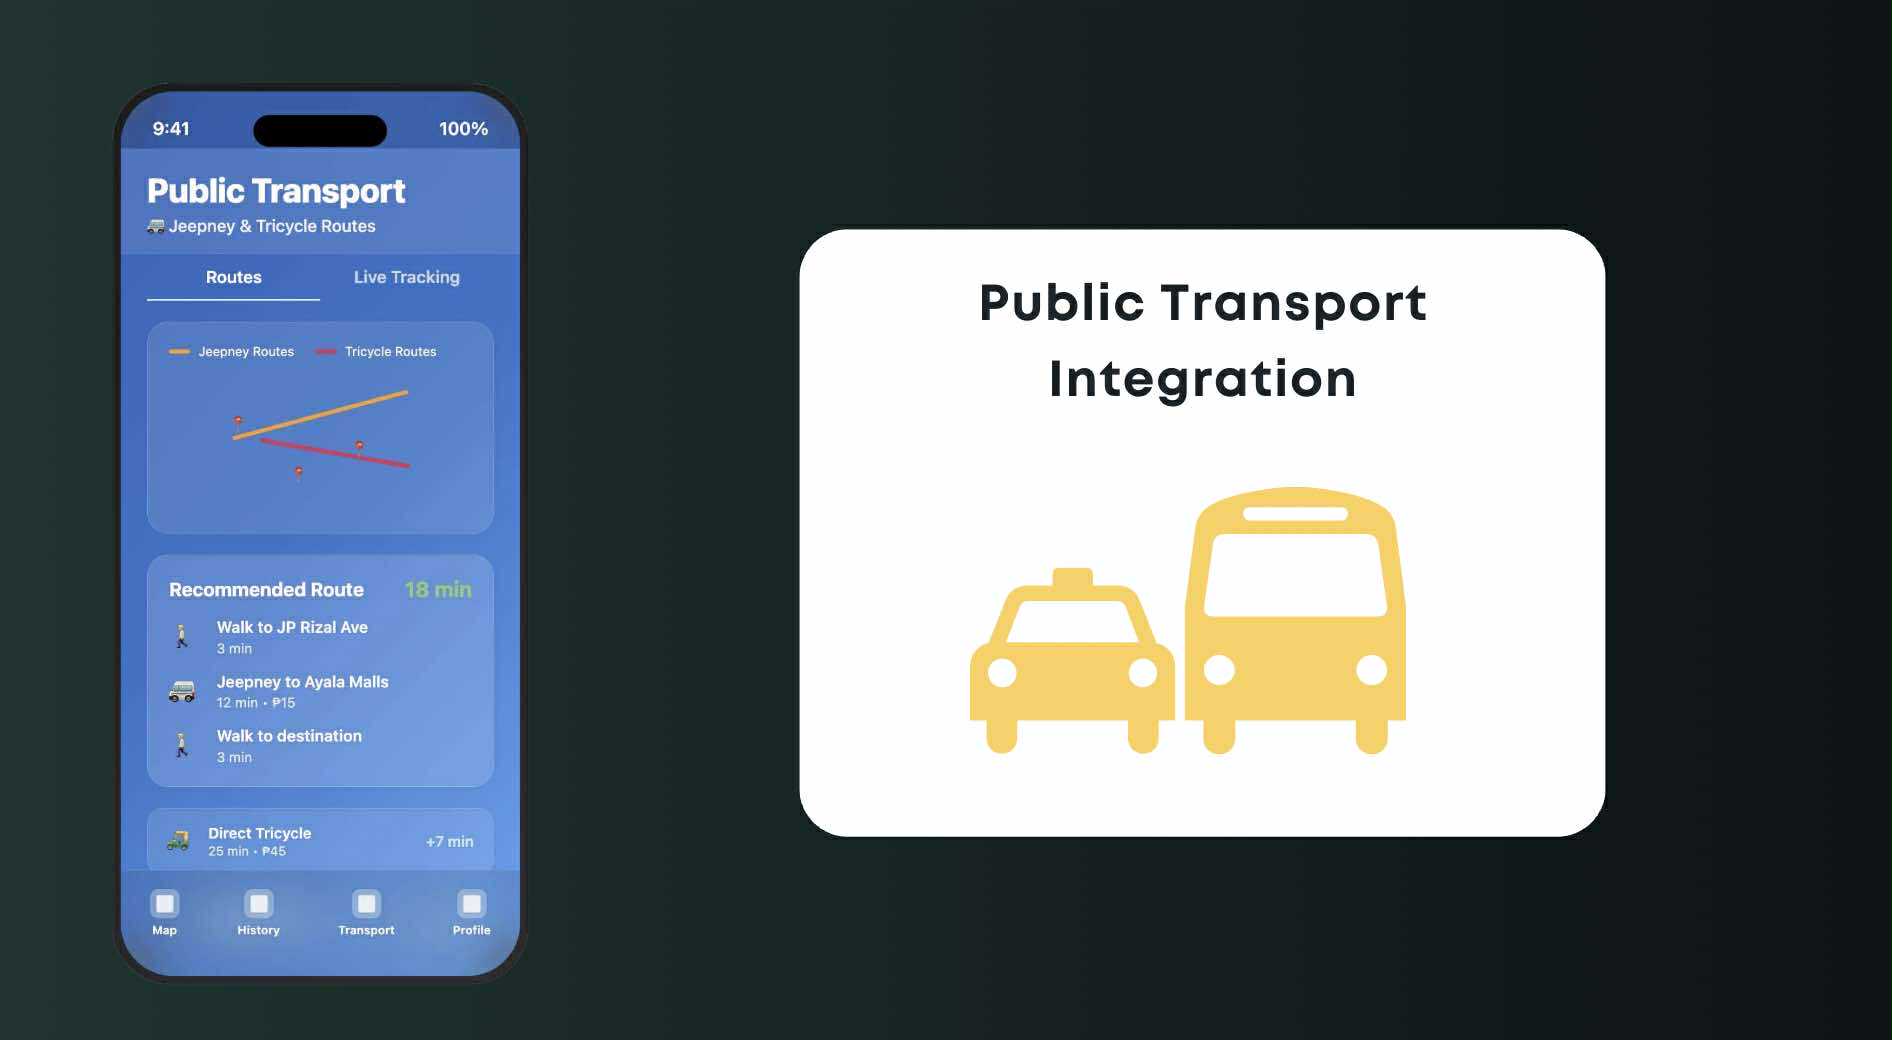 9:41
100%
Public Transport
Jeepney & Tricycle Routes
Routes
Live Tracking
Jeepney Routes
Tricycle Routes
Recommended Route
18 min
Walk to JP Rizal Ave
3 min
Jeepney to Ayala Malls
12 min • ₱15
Walk to destination
3 min
Direct Tricycle
25 min • ₱45
+7 min
Map
History
Transport
Profile
Public Transport
Integration